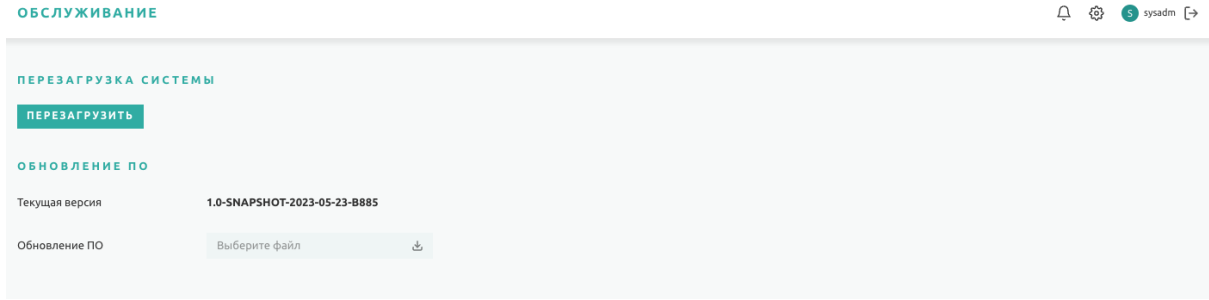 ОБСЛУЖИВАНИЕ
S sysadm
ПЕРЕЗАГРУЗКА СИСТЕМЫ
ПЕРЕЗАГРУЗИТЬ
ОБНОВЛЕНИЕ ПО
Текущая версия 1.0-SNAPSHOT-2023-05-23-B885
Обновление ПО Выберите файл